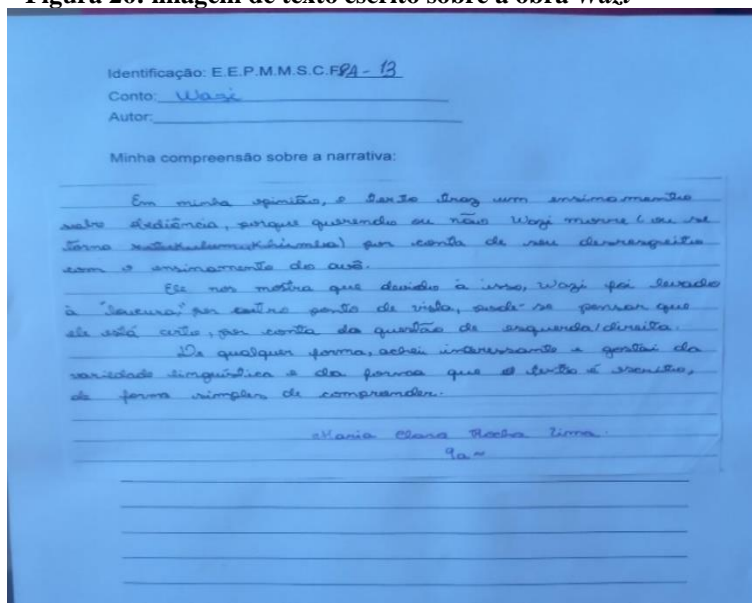 Figura 20: Imagem de texto escrito sobre a obra Wazi
Identificação: E.E.P.M.M.S.C.F PA - 13
Conto: Wazi
Autor:
Minha compreensão sobre a narrativa:
Em minha opinião, o texto traz um ensinamento
sobre obediência, porque querendo ou não Wazi morre (ou se
torna por conta de seu desrespeito
com o ensinamento do avô.
Ele nos mostra que devido à isso, Wazi foi levado
à "loucura", por outro ponto de vista, pode-se pensar que
ele está certo, por conta da questão de esquerda/direita.
De qualquer forma, achei interessante e gostei da
variedade linguística e da forma que o texto é escrito,
de forma simples de compreender.
Maria Clara Rocha Lima.
9a~